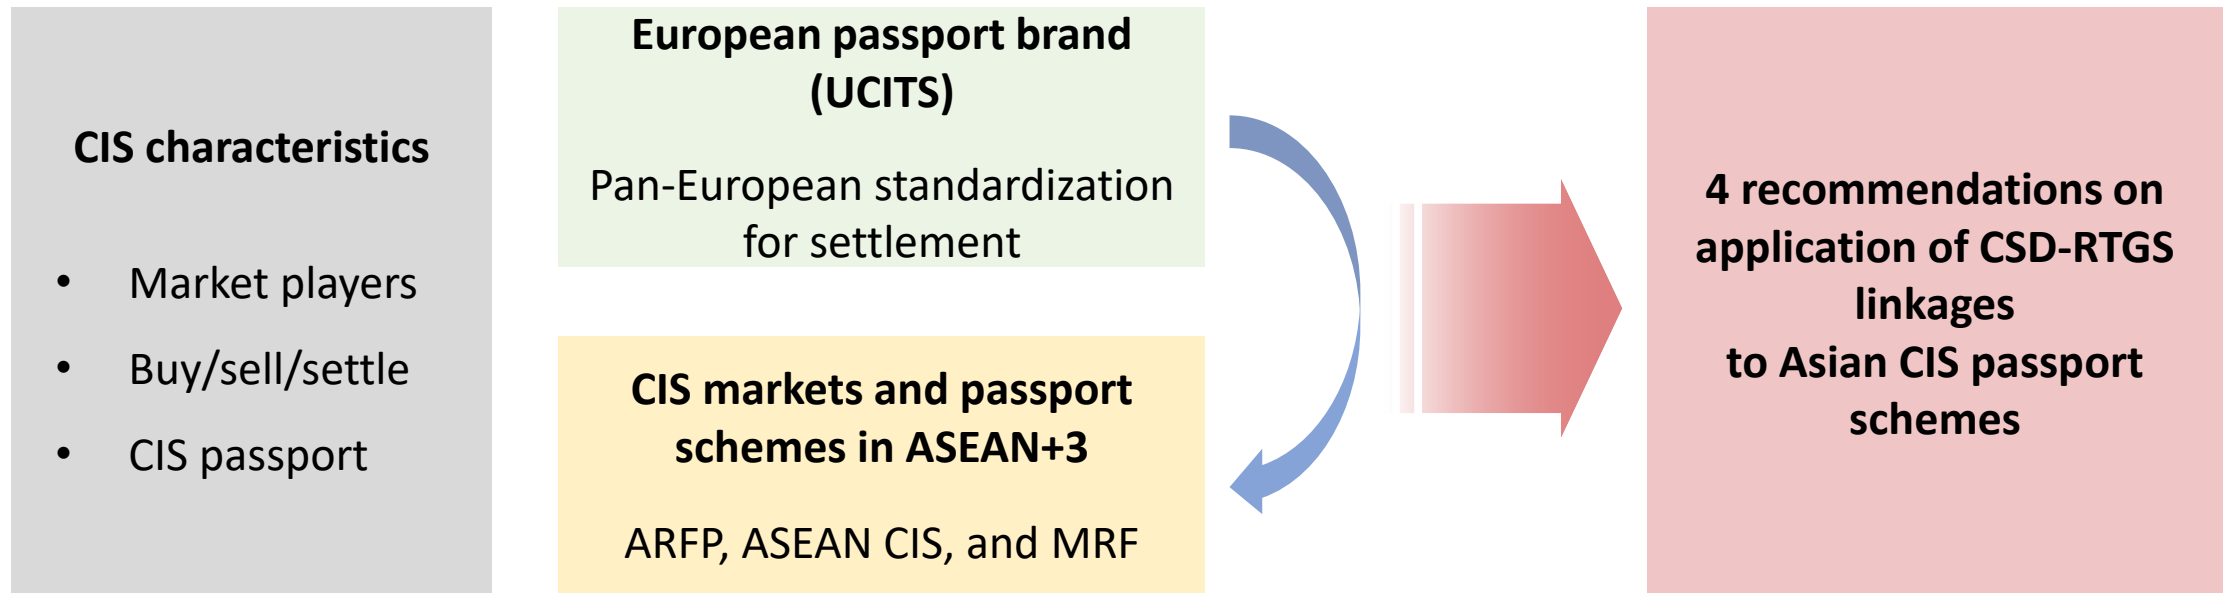 CIS characteristics
• Market players
• Buy/sell/settle
• CIS passport
European passport brand
(UCITS)
Pan-European standardization
for settlement
CIS markets and passport
schemes in ASEAN+3
ARFP, ASEAN CIS, and MRF
4 recommendations on
application of CSD-RTGS
linkages
to Asian CIS passport
schemes